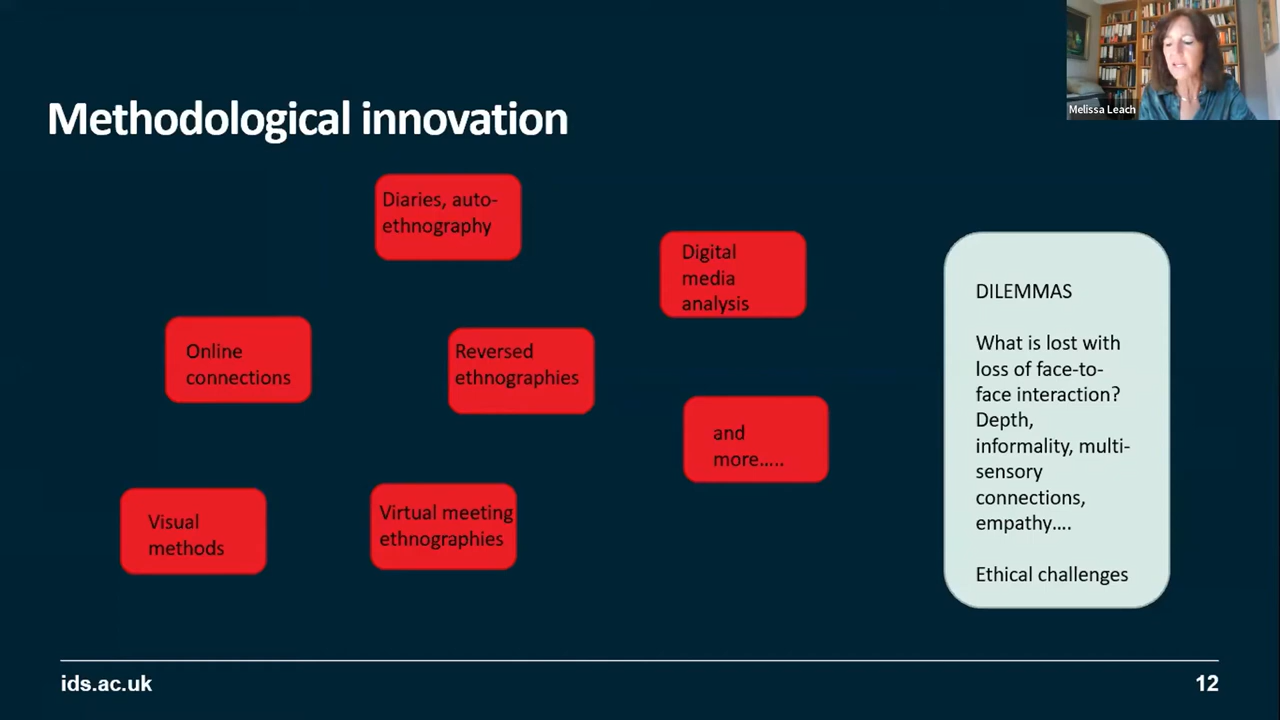 Melissa Leach
Methodological innovation
Diaries, auto-
ethnography
Digital
media
analysis
Online
connections
Reversed
ethnographies
and
more.....
Visual
methods
Virtual meeting
ethnographies
DILEMMAS
What is lost with
loss of face-to-
face interaction?
Depth,
informality, multi-
sensory
connections,
empathy....
Ethical challenges
ids.ac.uk
12